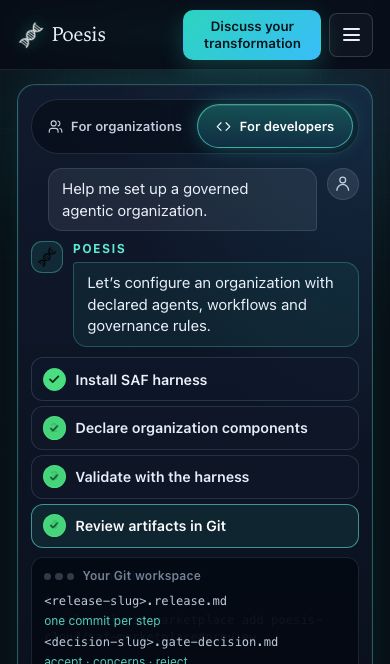 Poesis
Discuss your
transformation
For organizations
For developers
Help me set up a governed
agentic organization.
POESIS
Let's configure an organization with
declared agents, workflows and
governance rules.
Install SAF harness
Declare organization components
Validate with the harness
Review artifacts in Git
Your Git workspace
<release-slug>.release.md
one commit per step
<decision-slug>.gate-decision.md
accept · concerns · reject